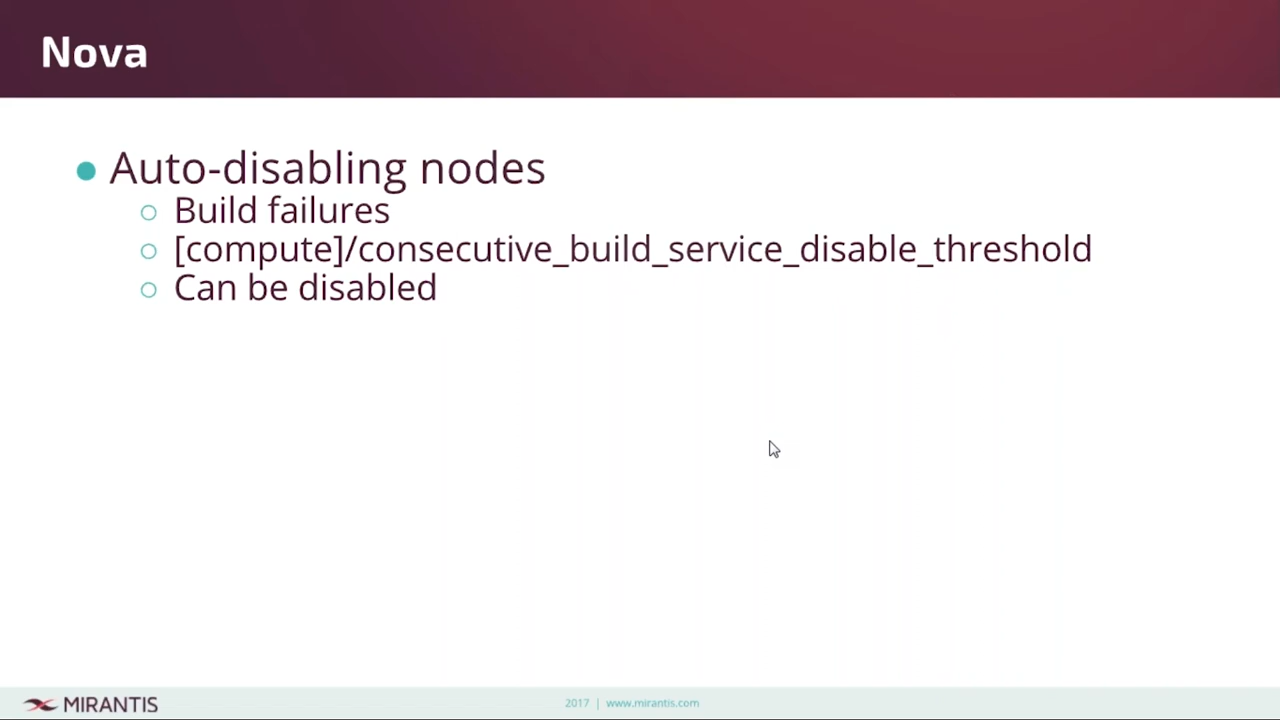 Nova
Auto-disabling nodes
Build failures
[compute]/consecutive_build_service_disable_threshold
Can be disabled
MIRANTIS
2017 | www.mirantis.com